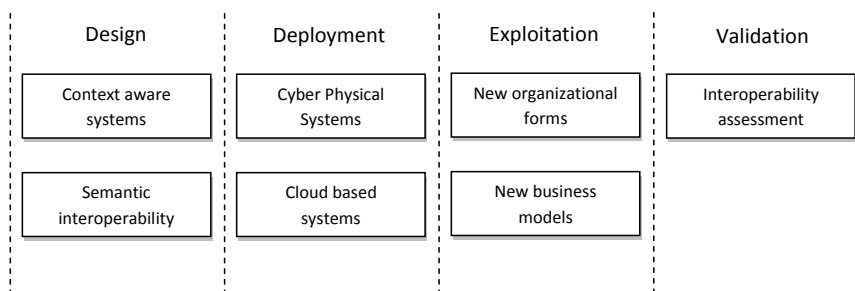 Design
Context aware
systems
Semantic
interoperability
Deployment
Cyber Physical
Systems
Cloud based
systems
Exploitation
New organizational
forms
New business
models
Validation
Interoperability
assessment